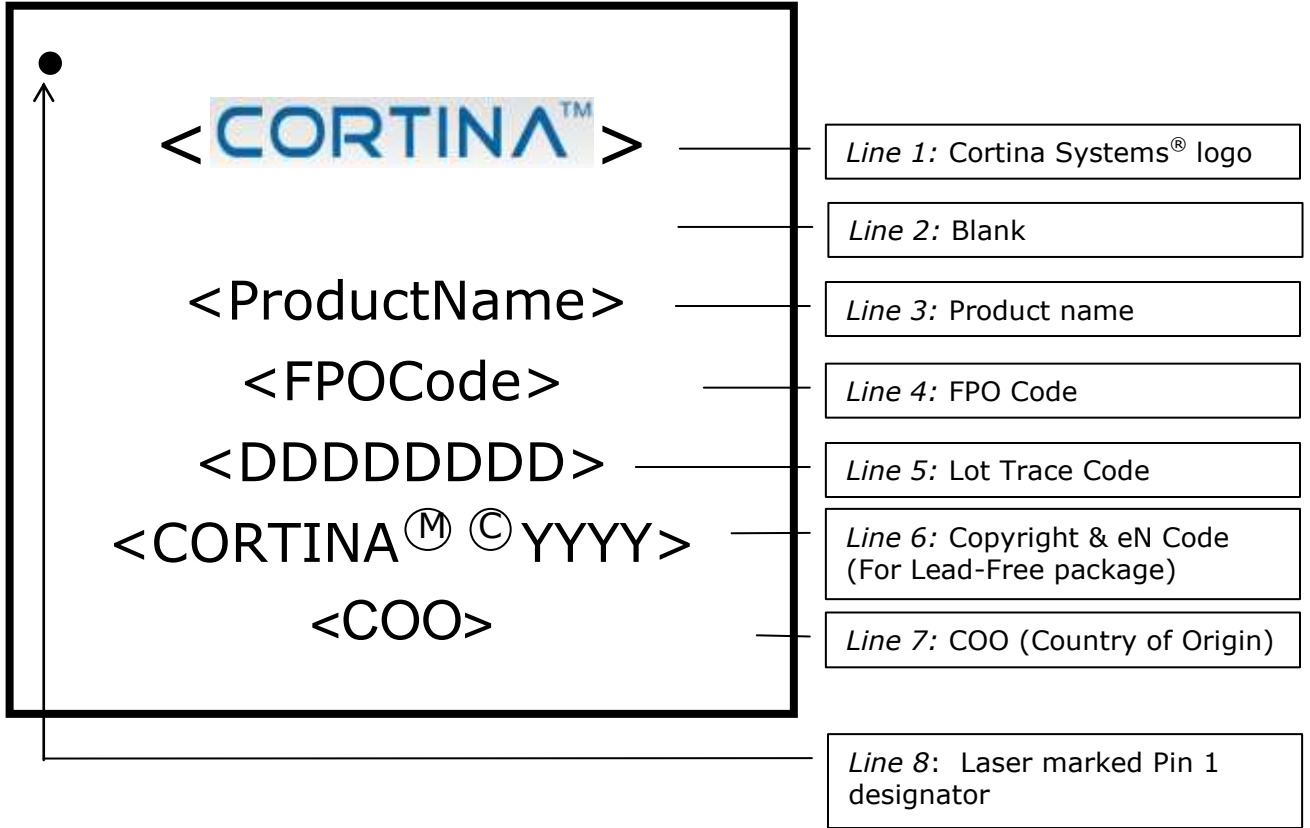 <CORTINA™>
Line 1: Cortina Systems® logo
Line 2: Blank
<ProductName>
Line 3: Product name
<FPOCode>
Line 4: FPO Code
<DDDDDDDD>
Line 5: Lot Trace Code
<CORTINAⓂ ⒸYYYY>
Line 6: Copyright & eN Code
(For Lead-Free package)
<COO>
Line 7: COO (Country of Origin)
Line 8: Laser marked Pin 1
designator